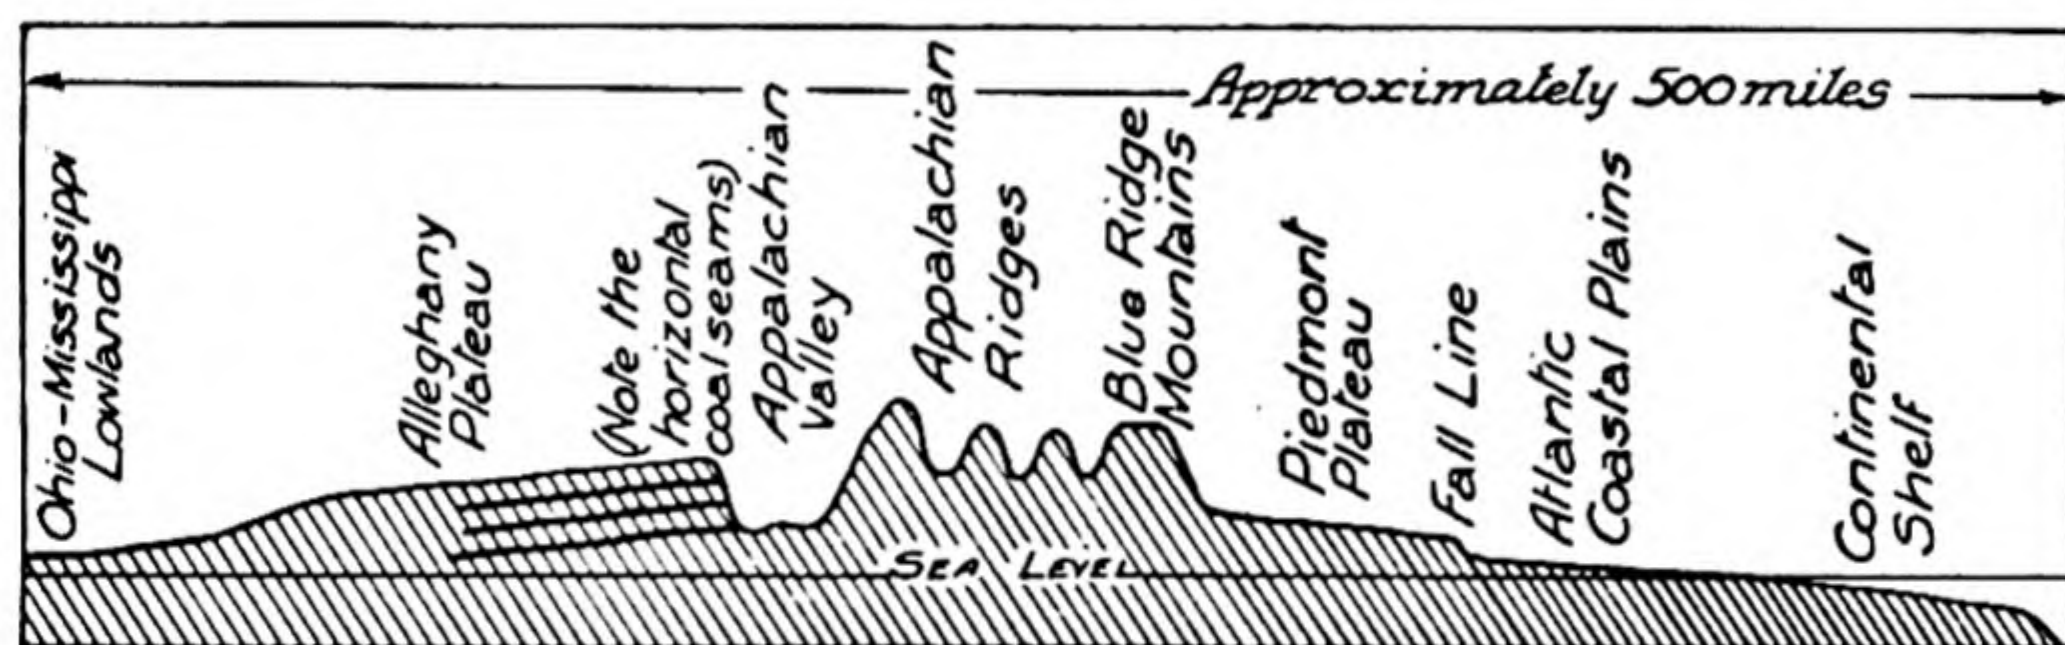 Approximately 500 miles
Ohio-Mississippi
Lowlands
Alleghany
Plateau
(Note the
horizontal
coal seams)
Appalachian
Valley
Appalachian
Ridges
Blue Ridge
Mountains
Piedmont
Plateau
Fall Line
Atlantic
Coastal Plains
Continental
Shelf
SEA LEVEL